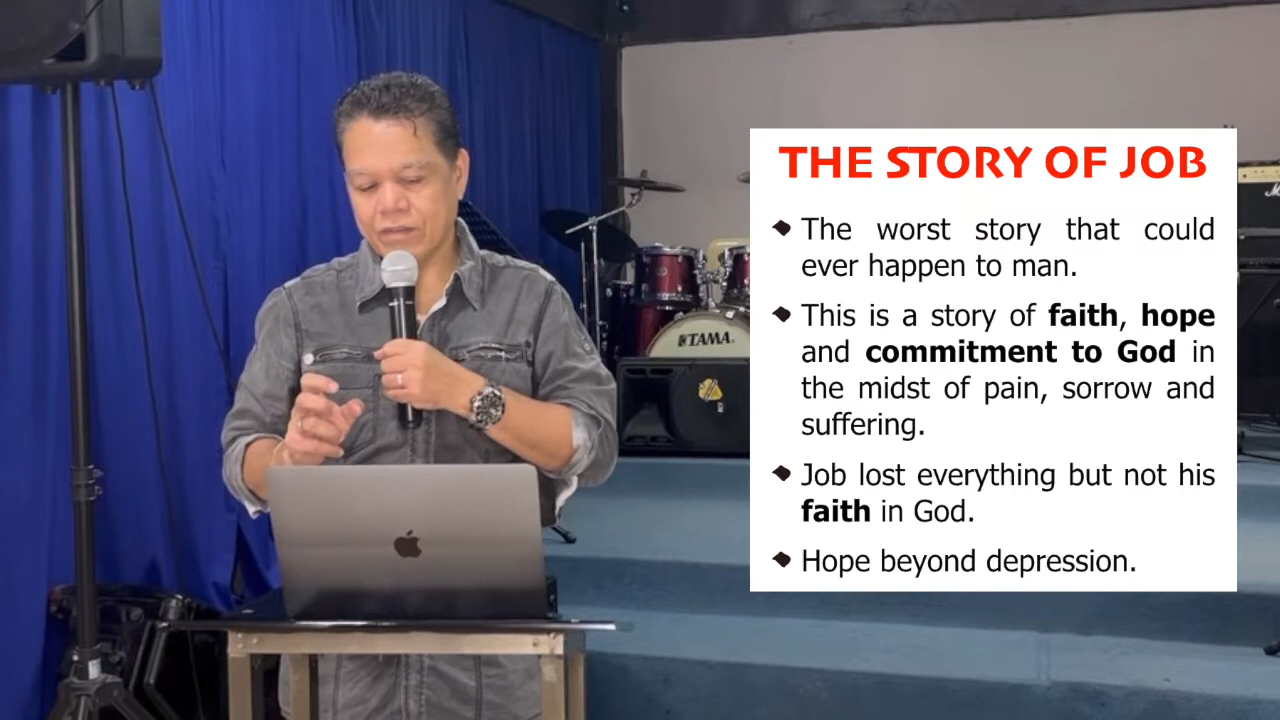 THE STORY OF JOB
The worst story that could
ever happen to man.
This is a story of faith, hope
and commitment to God in
the midst of pain, sorrow and
suffering.
Job lost everything but not his
faith in God.
Hope beyond depression.
TAMA